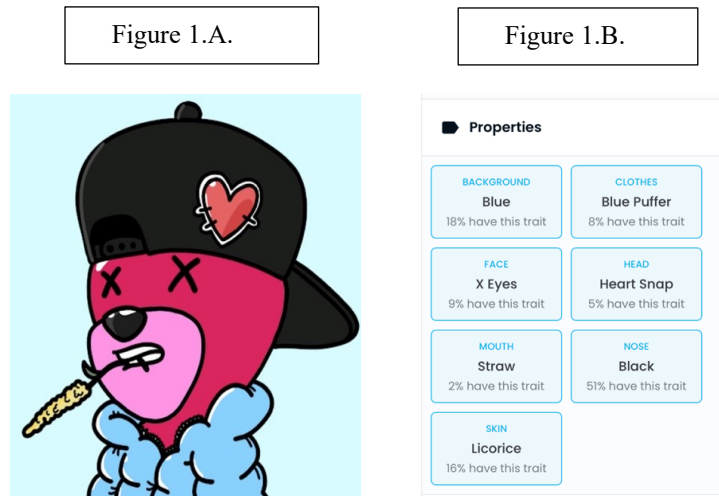 Figure 1.A.
Figure 1.B.
Properties
BACKGROUND
Blue
18% have this trait
CLOTHES
Blue Puffer
8% have this trait
FACE
X Eyes
9% have this trait
HEAD
Heart Snap
5% have this trait
MOUTH
Straw
2% have this trait
NOSE
Black
51% have this trait
SKIN
Licorice
16% have this trait